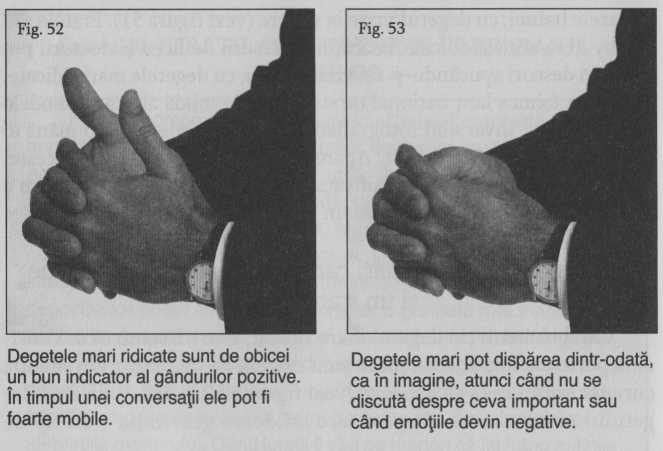 Fig. 52
Degetele mari ridicate sunt de obicei
un bun indicator al gândurilor pozitive.
În timpul unei conversaţii ele pot fi
foarte mobile.
Fig. 53
Degetele mari pot dispărea dintr-odată,
ca în imagine, atunci când nu se
discută despre ceva important sau
când emoţiile devin negative.